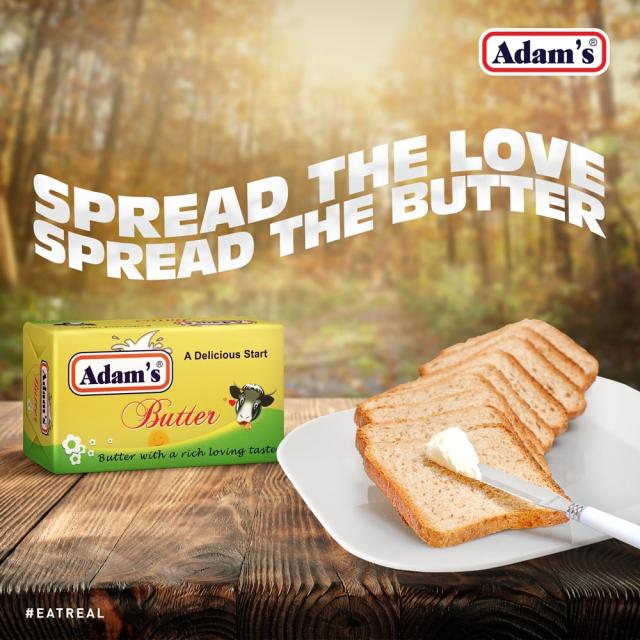 Adam's®
SPREAD THE LOVE
SPREAD THE BUTTER
A Delicious Start
Adam's®
Butter
Butter with a rich loving taste
#EATREAL